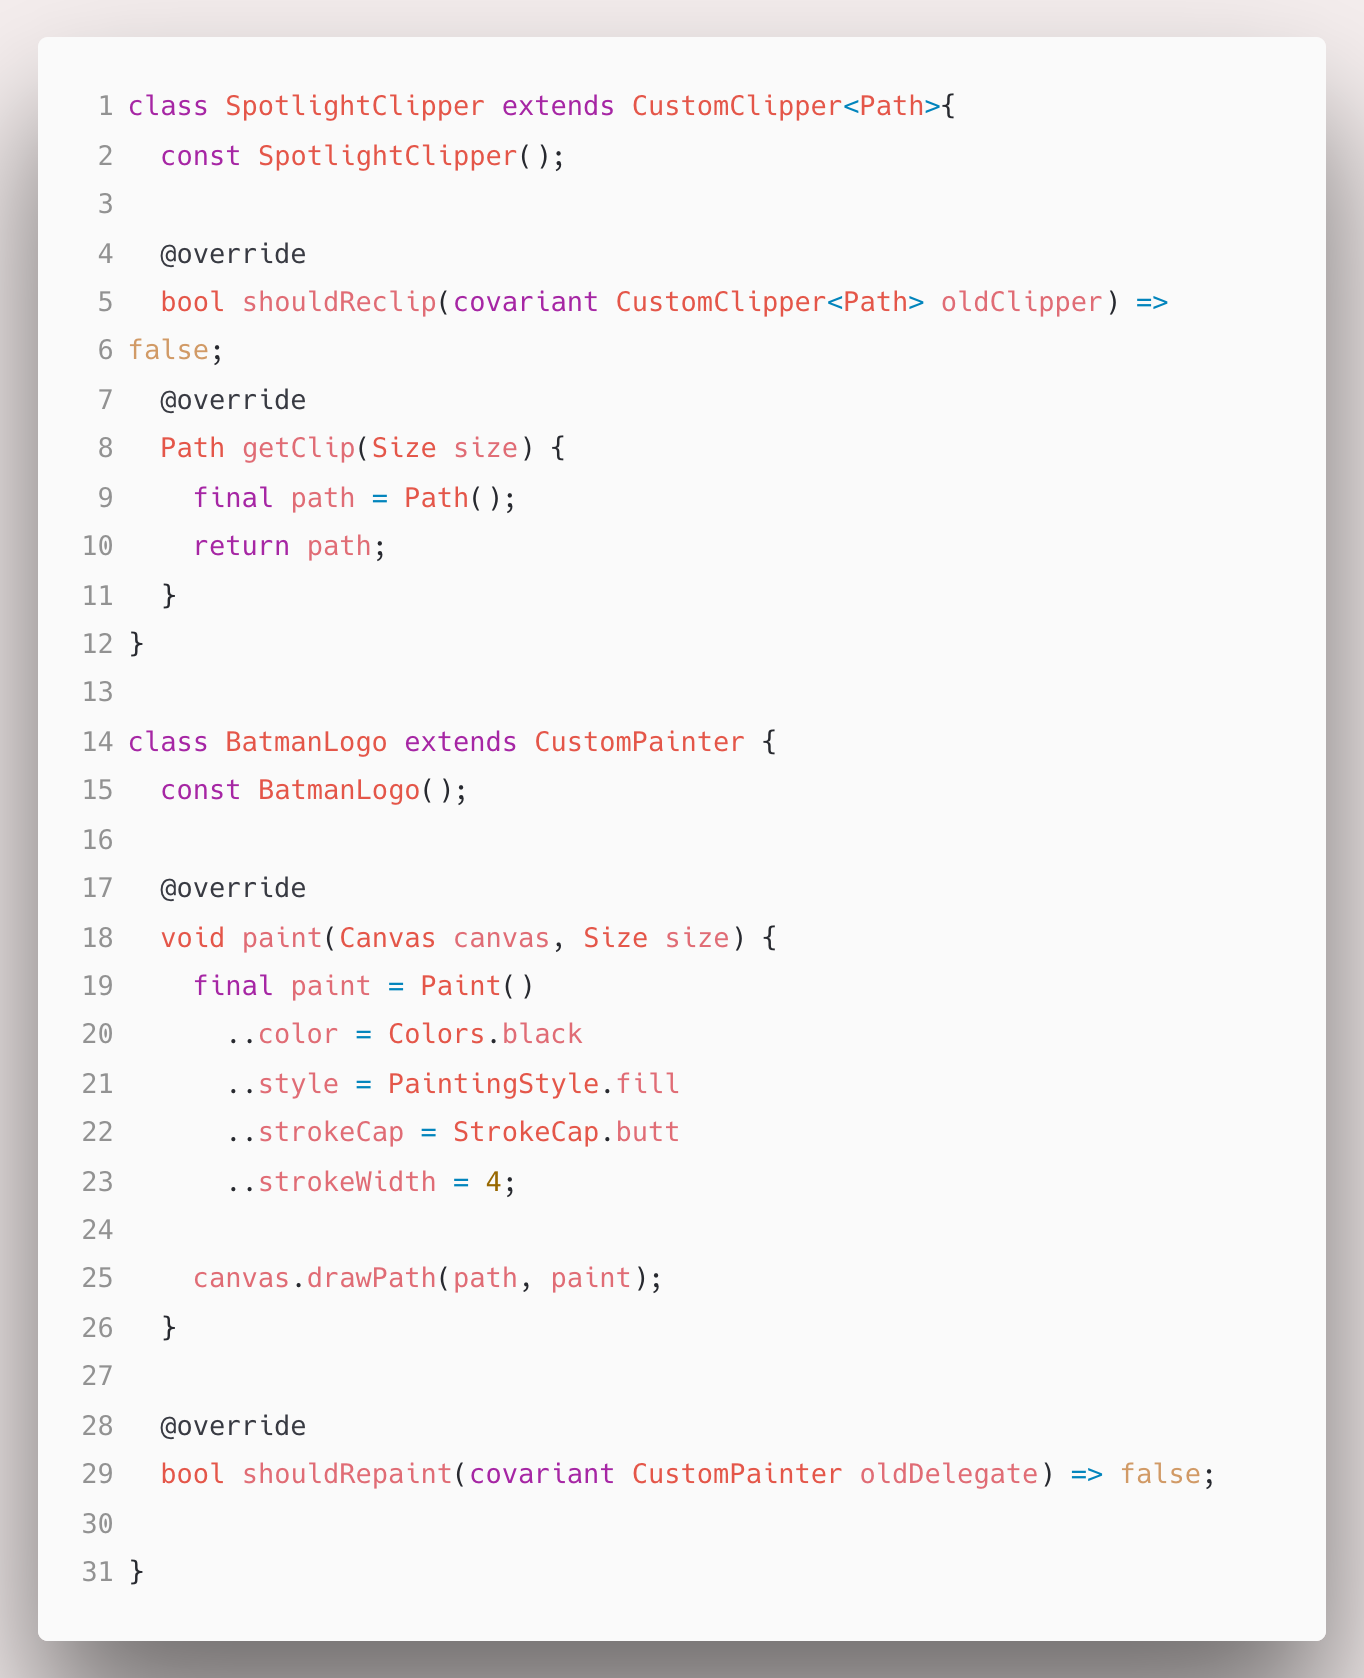 1 class SpotlightClipper extends CustomClipper<Path>{
2   const SpotlightClipper();
3
4   @override
5   bool shouldReclip(covariant CustomClipper<Path> oldClipper) =>
6 false;
7   @override
8   Path getClip(Size size) {
9     final path = Path();
10     return path;
11   }
12 }
13
14 class BatmanLogo extends CustomPainter {
15   const BatmanLogo();
16
17   @override
18   void paint(Canvas canvas, Size size) {
19     final paint = Paint()
20       ..color = Colors.black
21       ..style = PaintingStyle.fill
22       ..strokeCap = StrokeCap.butt
23       ..strokeWidth = 4;
24
25     canvas.drawPath(path, paint);
26   }
27
28   @override
29   bool shouldRepaint(covariant CustomPainter oldDelegate) => false;
30
31 }